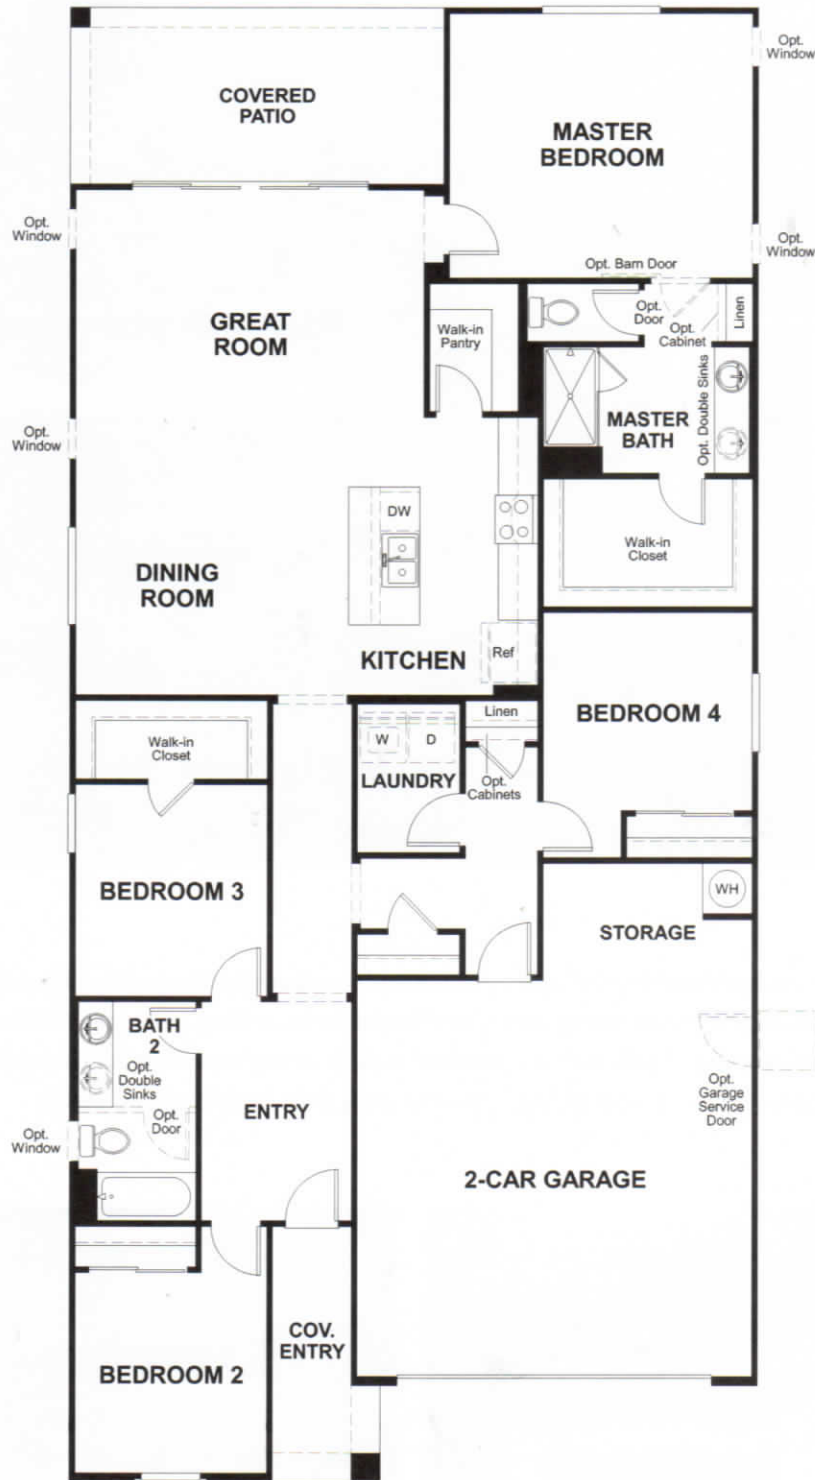 Opt.
Window
COVERED
PATIO
MASTER
BEDROOM
Opt.
Window
Opt.
Window
Opt. Barn Door
GREAT
ROOM
Walk-in
Pantry
Opt.
Door
Opt.
Cabinet
Linen
Opt. Double Sinks
MASTER
BATH
Opt.
Window
DW
Walk-in
Closet
DINING
ROOM
KITCHEN
Ref
Linen
BEDROOM 4
Walk-in
Closet
W
D
LAUNDRY
Opt.
Cabinets
BEDROOM 3
WH
STORAGE
BATH
2
Opt.
Double
Sinks
Opt.
Door
Opt.
Window
ENTRY
Opt.
Garage
Service
Door
2-CAR GARAGE
COV.
ENTRY
BEDROOM 2